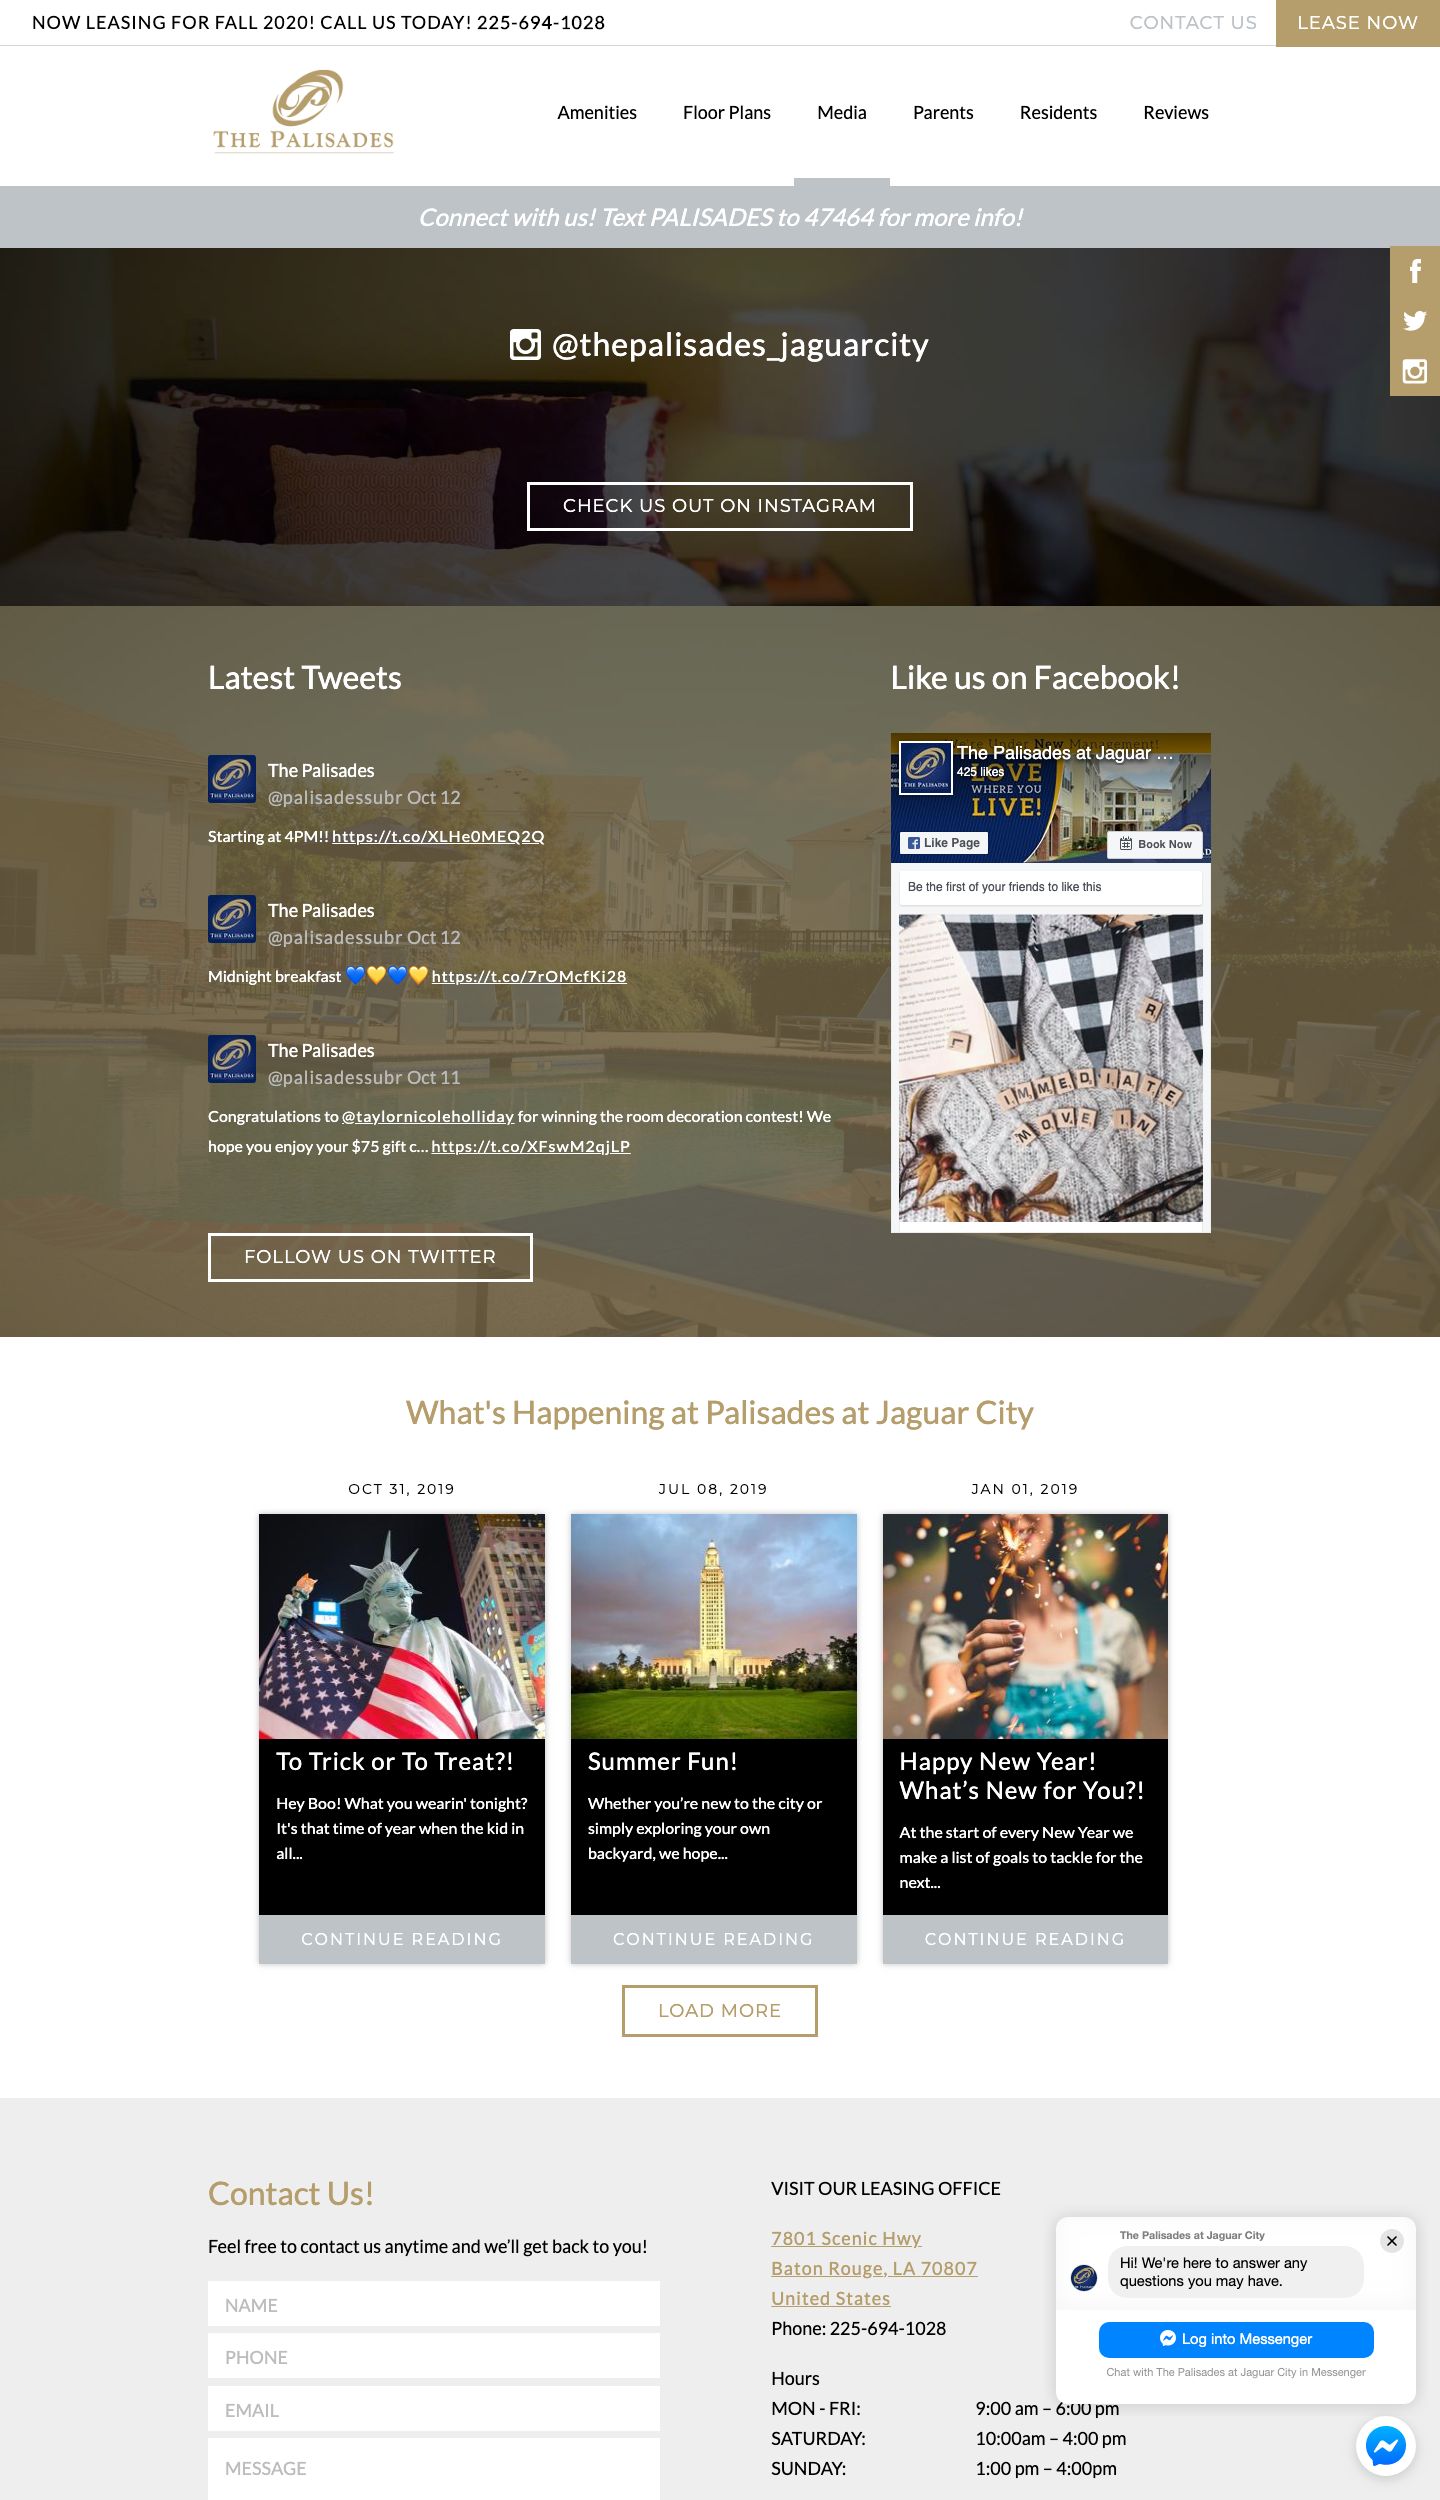 NOW LEASING FOR FALL 2020! CALL US TODAY! 225-694-1028
CONTACT US
LEASE NOW
THE PALISADES
Amenities
Floor Plans
Media
Parents
Residents
Reviews
Connect with us! Text PALISADES to 47464 for more info!
@thepalisades_jaguarcity
CHECK US OUT ON INSTAGRAM
Latest Tweets
The Palisades
@palisadessubr Oct 12
Starting at 4PM!! https://t.co/XLHe0MEQ2Q
The Palisades
@palisadessubr Oct 12
Midnight breakfast 💙💛💙💛 https://t.co/7rOMcfKi28
The Palisades
@palisadessubr Oct 11
Congratulations to @taylornicoleholliday for winning the room decoration contest! We
hope you enjoy your $75 gift c... https://t.co/XFswM2qjLP
FOLLOW US ON TWITTER
Like us on Facebook!
Under New Management!
The Palisades at Jaguar ...
425 likes
THE PALISADES
LOVE
WHERE YOU
LIVE!
Like Page
Book Now
Be the first of your friends to like this
L
R
IMMEDIATE
MOVE IN
What's Happening at Palisades at Jaguar City
OCT 31, 2019
To Trick or To Treat?!
Hey Boo! What you wearin' tonight?
It's that time of year when the kid in
all...
CONTINUE READING
JUL 08, 2019
Summer Fun!
Whether you’re new to the city or
simply exploring your own
backyard, we hope...
CONTINUE READING
JAN 01, 2019
Happy New Year!
What’s New for You?!
At the start of every New Year we
make a list of goals to tackle for the
next...
CONTINUE READING
LOAD MORE
Contact Us!
Feel free to contact us anytime and we’ll get back to you!
NAME
PHONE
EMAIL
MESSAGE
VISIT OUR LEASING OFFICE
7801 Scenic Hwy
Baton Rouge, LA 70807
United States
Phone: 225-694-1028
Hours
MON - FRI: 9:00 am – 6:00 pm
SATURDAY: 10:00am – 4:00 pm
SUNDAY: 1:00 pm – 4:00pm
The Palisades at Jaguar City
Hi! We're here to answer any
questions you may have.
Log into Messenger
Chat with The Palisades at Jaguar City in Messenger